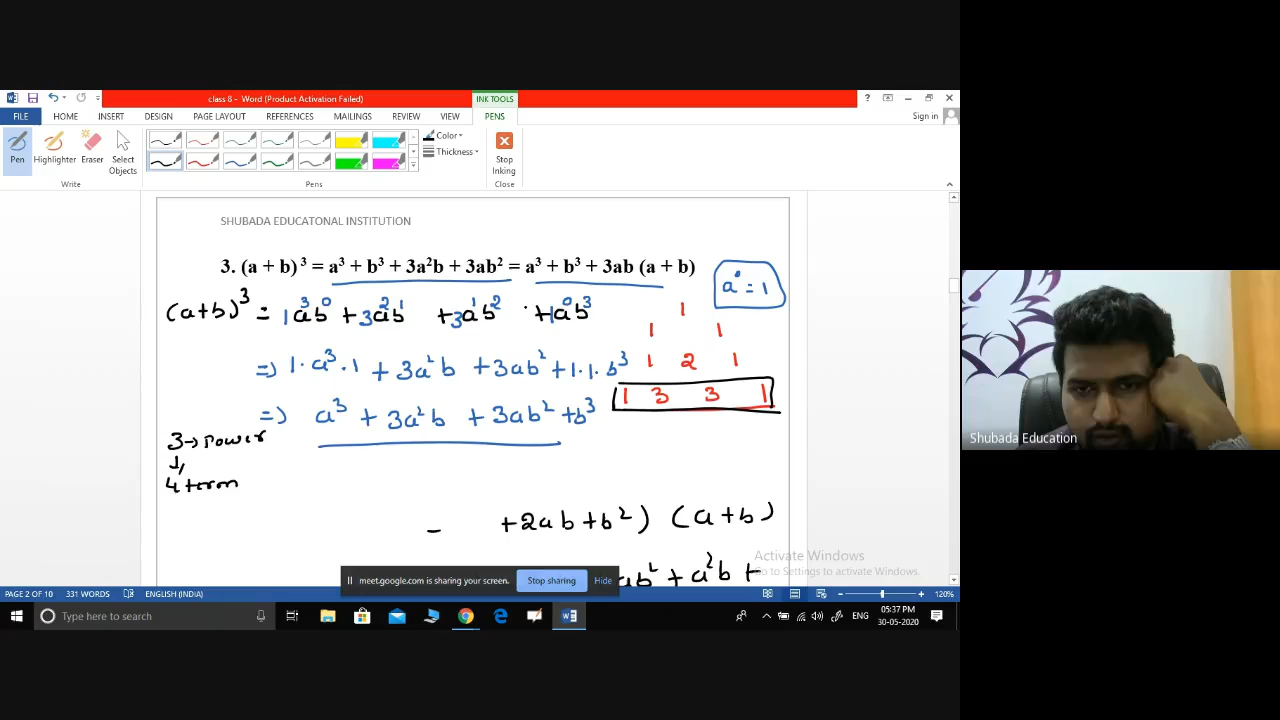 class 8 - Word (Product Activation Failed)
INK TOOLS
FILE HOME INSERT DESIGN PAGE LAYOUT REFERENCES MAILINGS REVIEW VIEW PENS
Sign in
Pen Highlighter Eraser Select Objects
Color
Thickness
Stop Inking
Write Pens Close
SHUBADA EDUCATONAL INSTITUTION
3. (a + b)³ = a³ + b³ + 3a²b + 3ab² = a³ + b³ + 3ab (a + b)
a⁰ = 1
(a+b)³ = 1a³b⁰ + 3a²b¹ + 3a¹b² + 1a⁰b³
1
1 1
=> 1·a³·1 + 3a²b + 3ab² + 1·1·b³
1 2 1
1 3 3 1
=> a³ + 3a²b + 3ab² + b³
3 → Power
↓
4 term
- +2ab+b²) (a+b)
ab² + a²b +
Activate Windows
Go to Settings to activate Windows.
meet.google.com is sharing your screen. Stop sharing Hide
Shubada Education
PAGE 2 OF 10 331 WORDS ENGLISH (INDIA) 120%
Type here to search
ENG
05:37 PM
30-05-2020